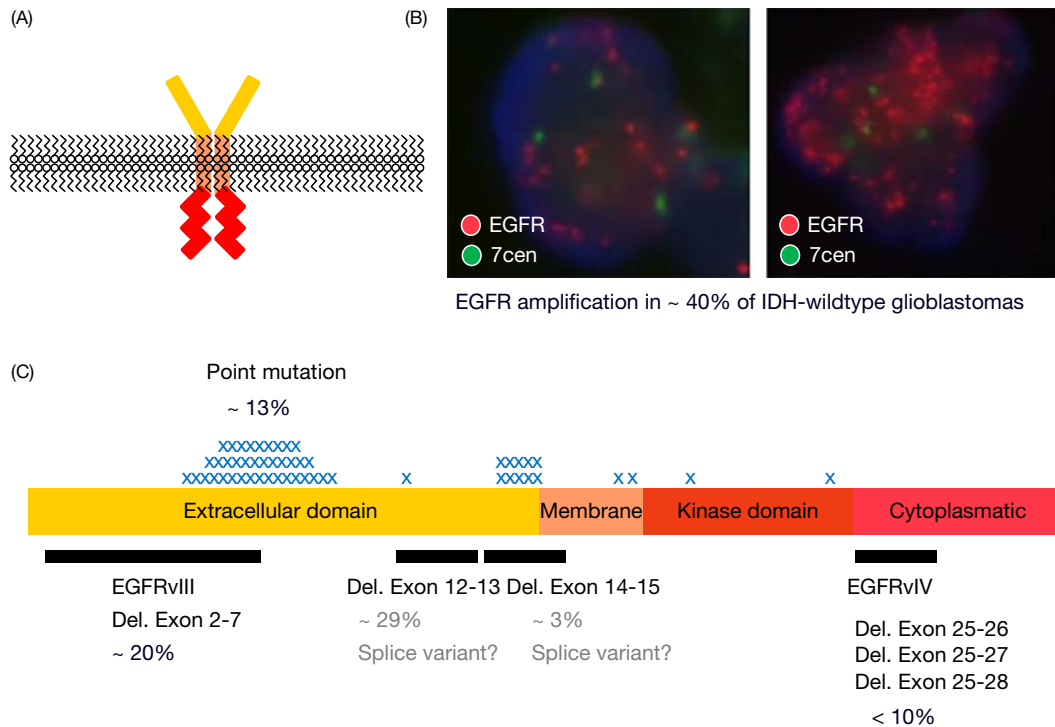 (A)
(B)
EGFR
7cen
EGFR
7cen
EGFR amplification in ~ 40% of IDH-wildtype glioblastomas
(C)
Point mutation
~ 13%
xxxxxxxxxx
xxxxxxxxxxxxx
xxxxx
xxxxxxxxxxxxxxxxxx x xxxxx x x x x
Extracellular domain Membrane Kinase domain Cytoplasmatic
EGFRvIII
Del. Exon 2-7
~ 20%
Del. Exon 12-13
~ 29%
Splice variant?
Del. Exon 14-15
~ 3%
Splice variant?
EGFRvIV
Del. Exon 25-26
Del. Exon 25-27
Del. Exon 25-28
< 10%